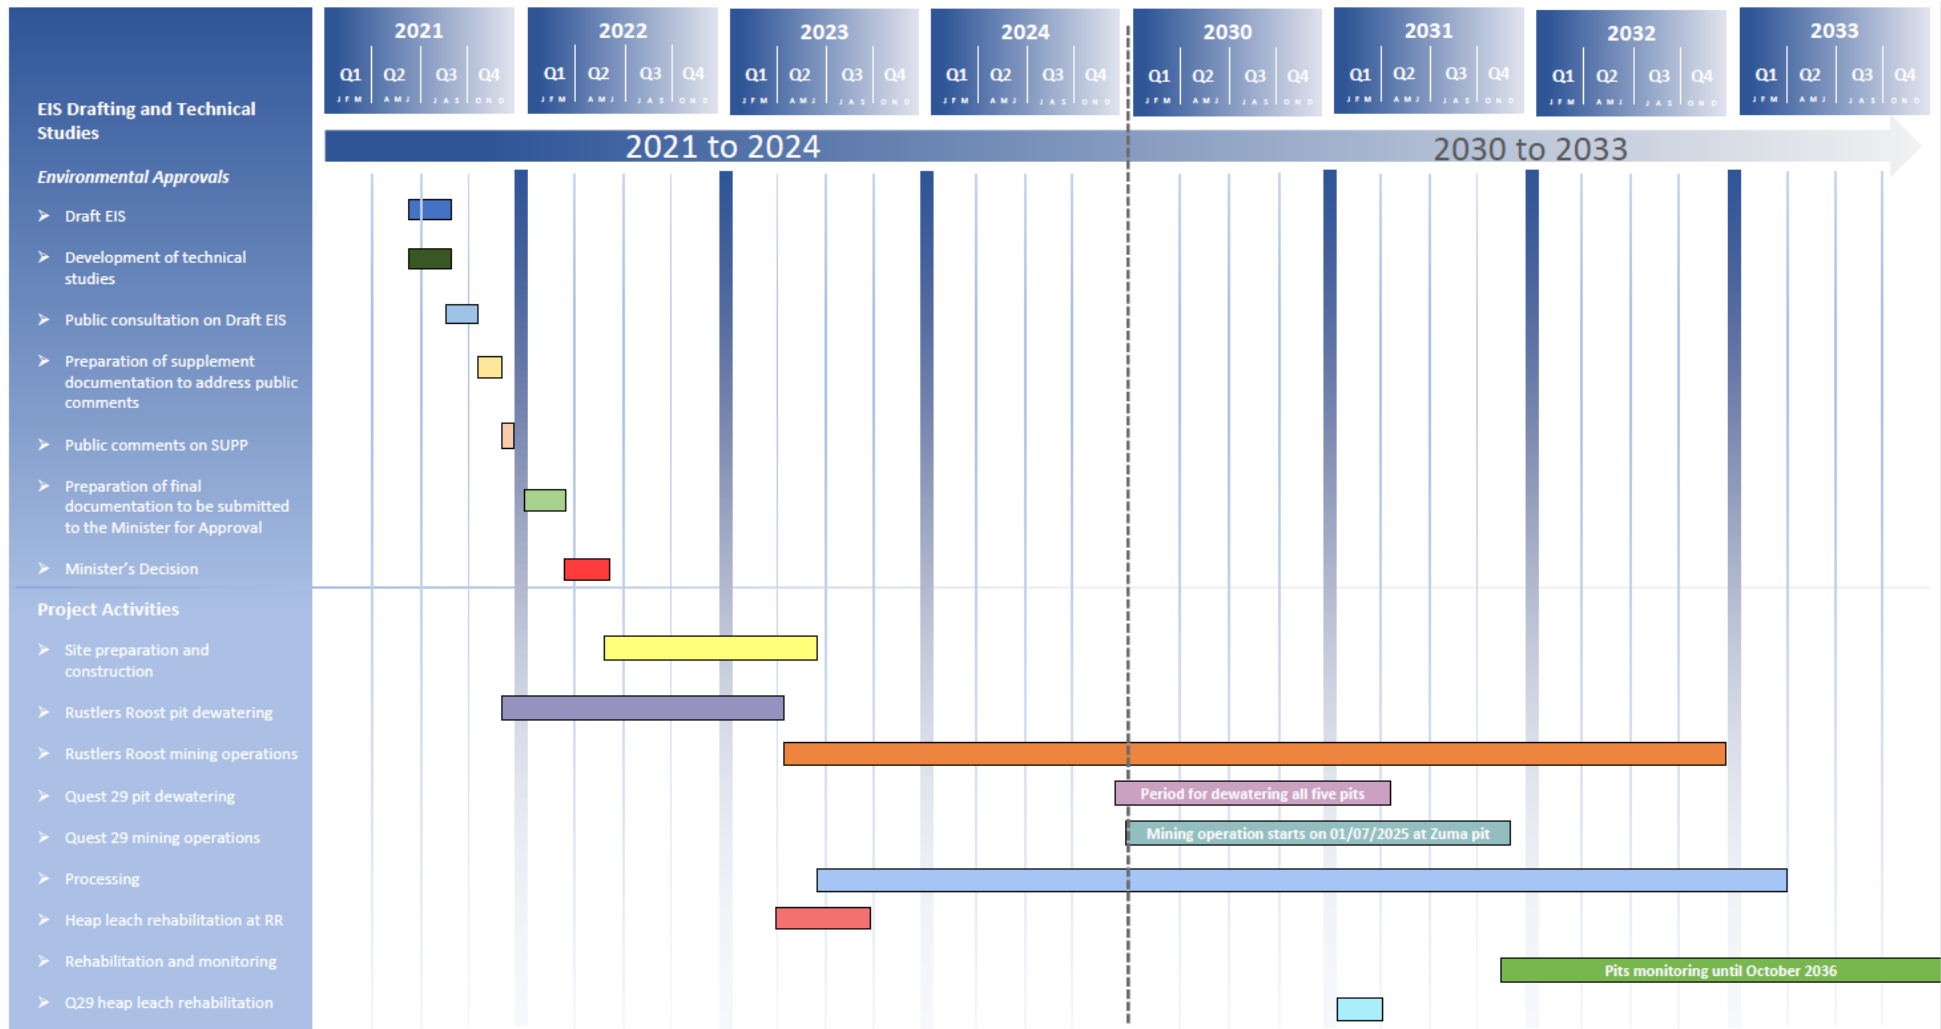 2021 2022 2023 2024 2030 2031 2032 2033
Q1 Q2 Q3 Q4 Q1 Q2 Q3 Q4 Q1 Q2 Q3 Q4 Q1 Q2 Q3 Q4 Q1 Q2 Q3 Q4 Q1 Q2 Q3 Q4 Q1 Q2 Q3 Q4 Q1 Q2 Q3 Q4
J F M A M J J A S O N D J F M A M J J A S O N D J F M A M J J A S O N D J F M A M J J A S O N D J F M A M J J A S O N D J F M A M J J A S O N D J F M A M J J A S O N D J F M A M J J A S O N D
2021 to 2024 2030 to 2033
EIS Drafting and Technical
Studies
Environmental Approvals
➢ Draft EIS
➢ Development of technical
studies
➢ Public consultation on Draft EIS
➢ Preparation of supplement
documentation to address public
comments
➢ Public comments on SUPP
➢ Preparation of final
documentation to be submitted
to the Minister for Approval
➢ Minister's Decision
Project Activities
➢ Site preparation and
construction
➢ Rustlers Roost pit dewatering
➢ Rustlers Roost mining operations
➢ Quest 29 pit dewatering
Period for dewatering all five pits
➢ Quest 29 mining operations
Mining operation starts on 01/07/2025 at Zuma pit
➢ Processing
➢ Heap leach rehabilitation at RR
➢ Rehabilitation and monitoring
Pits monitoring until October 2036
➢ Q29 heap leach rehabilitation